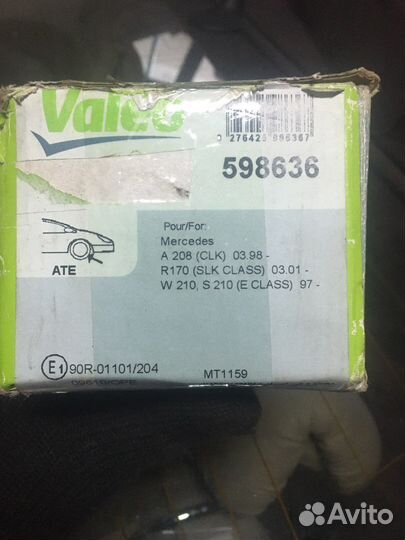 Valeo
598636
Pour/For:
Mercedes
A 208 (CLK) 03.98 -
R170 (SLK CLASS) 03.01 -
W 210, S 210 (E CLASS) 97 -
ATE
E1 90R-01101/204
MT1159
Avito